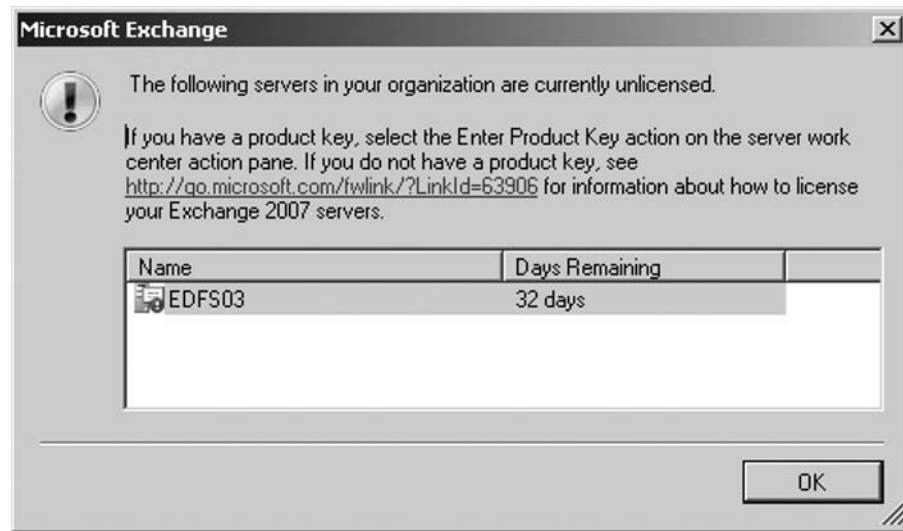 Microsoft Exchange
The following servers in your organization are currently unlicensed.
If you have a product key, select the Enter Product Key action on the server work
center action pane. If you do not have a product key, see
http://go.microsoft.com/fwlink/?LinkId=63906 for information about how to license
your Exchange 2007 servers.
Name Days Remaining
EDFS03 32 days
OK